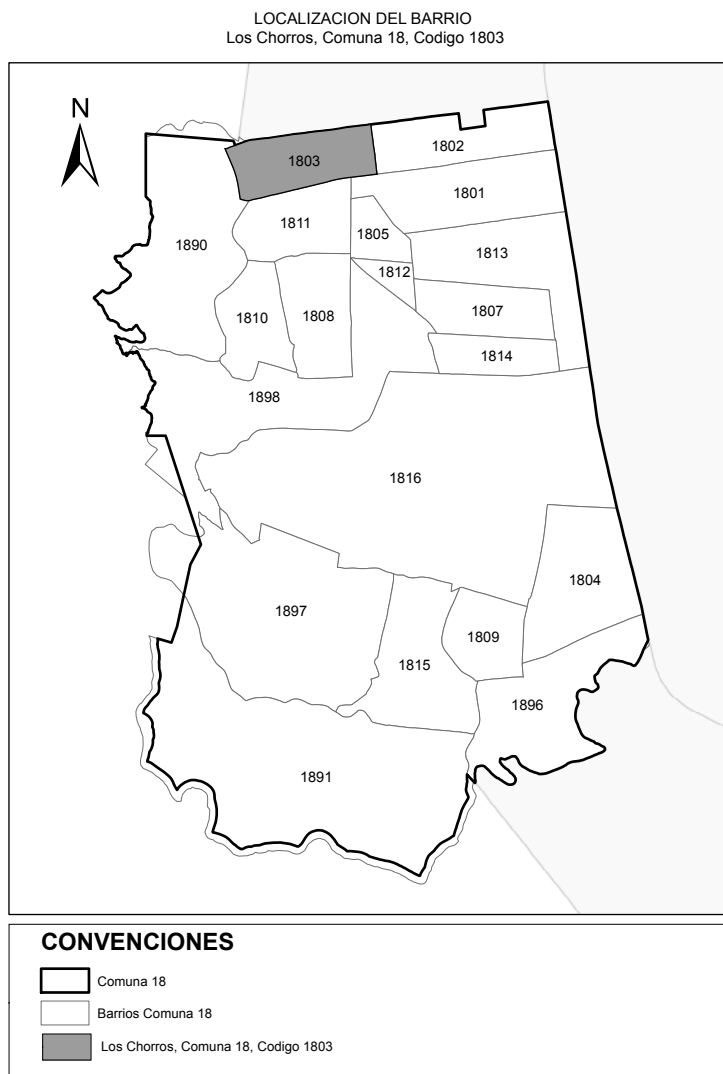 LOCALIZACION DEL BARRIO
Los Chorros, Comuna 18, Codigo 1803
N
1803
1802
1801
1811
1805
1890
1813
1812
1810
1808
1807
1814
1898
1816
1804
1897
1809
1815
1896
1891
CONVENCIONES
Comuna 18
Barrios Comuna 18
Los Chorros, Comuna 18, Codigo 1803